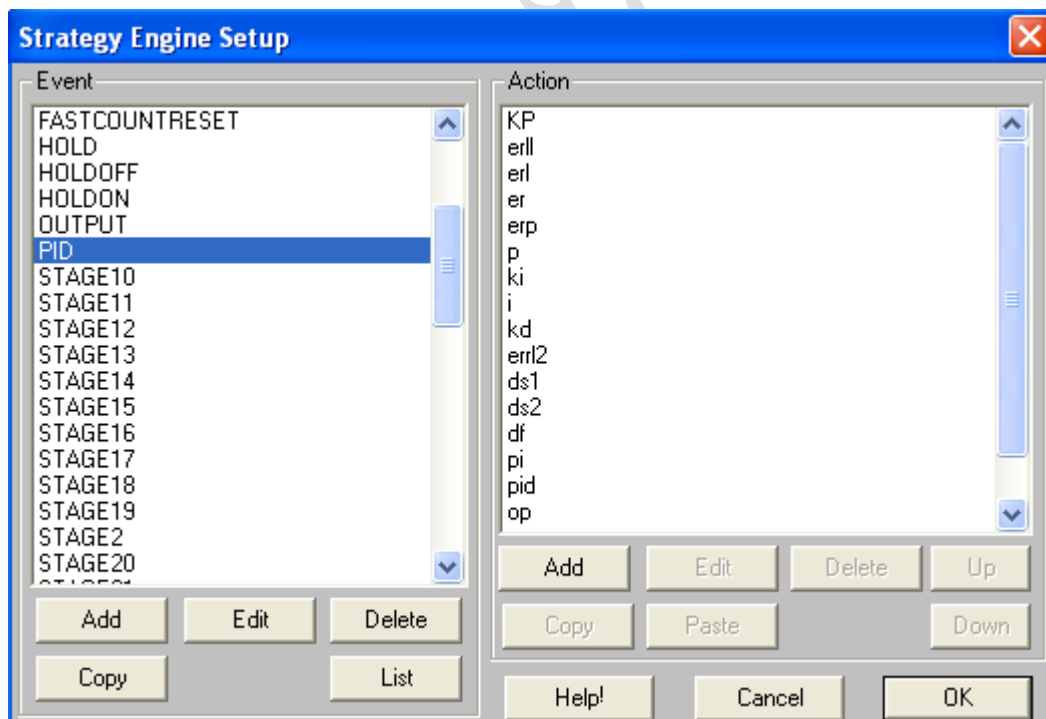 Strategy Engine Setup
Event
FASTCOUNTRESET
HOLD
HOLDOFF
HOLDON
OUTPUT
PID
STAGE10
STAGE11
STAGE12
STAGE13
STAGE14
STAGE15
STAGE16
STAGE17
STAGE18
STAGE19
STAGE2
STAGE20
Add
Edit
Delete
Copy
List
Action
KP
erll
erl
er
erp
p
ki
i
kd
errl2
ds1
ds2
df
pi
pid
op
Add
Edit
Delete
Up
Copy
Paste
Down
Help!
Cancel
OK